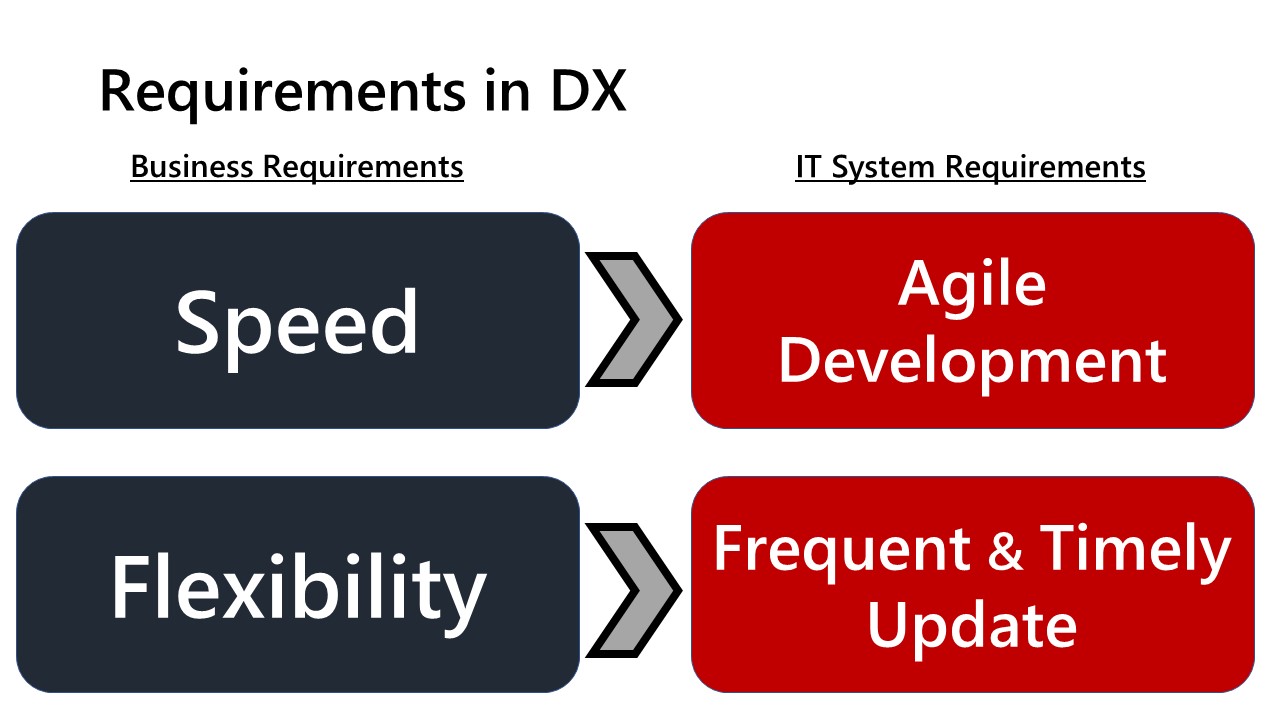 Requirements in DX
Business Requirements
IT System Requirements
Speed
Agile
Development
Flexibility
Frequent & Timely
Update